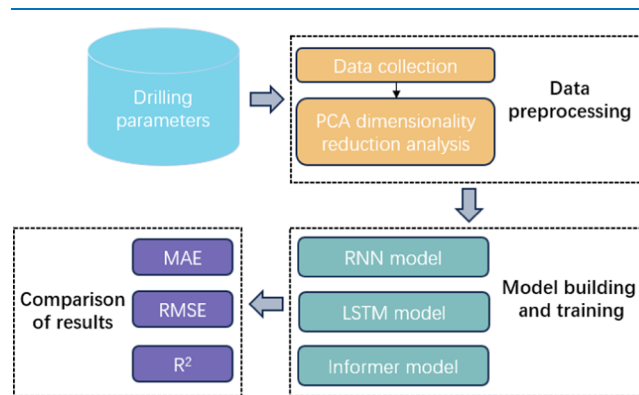 Drilling
parameters
Data collection
PCA dimensionality
reduction analysis
Data
preprocessing
RNN model
LSTM model
Informer model
Model building
and training
MAE
RMSE
R²
Comparison
of results